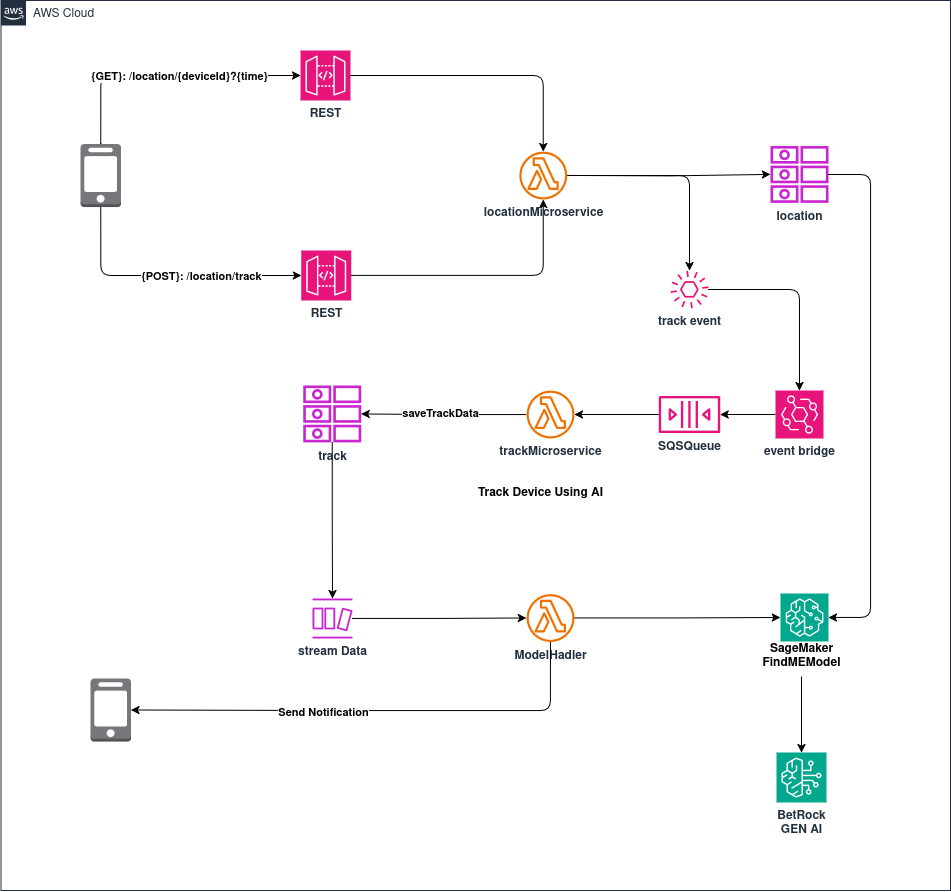 aws
AWS Cloud
{GET}: /location/{deviceId}?{time}
REST
locationMicroservice
location
{POST}: /location/track
REST
track event
saveTrackData
track
trackMicroservice
SQSQueue
event bridge
Track Device Using AI
stream Data
ModelHadler
SageMaker
FindMEModel
Send Notification
BetRock
GEN AI